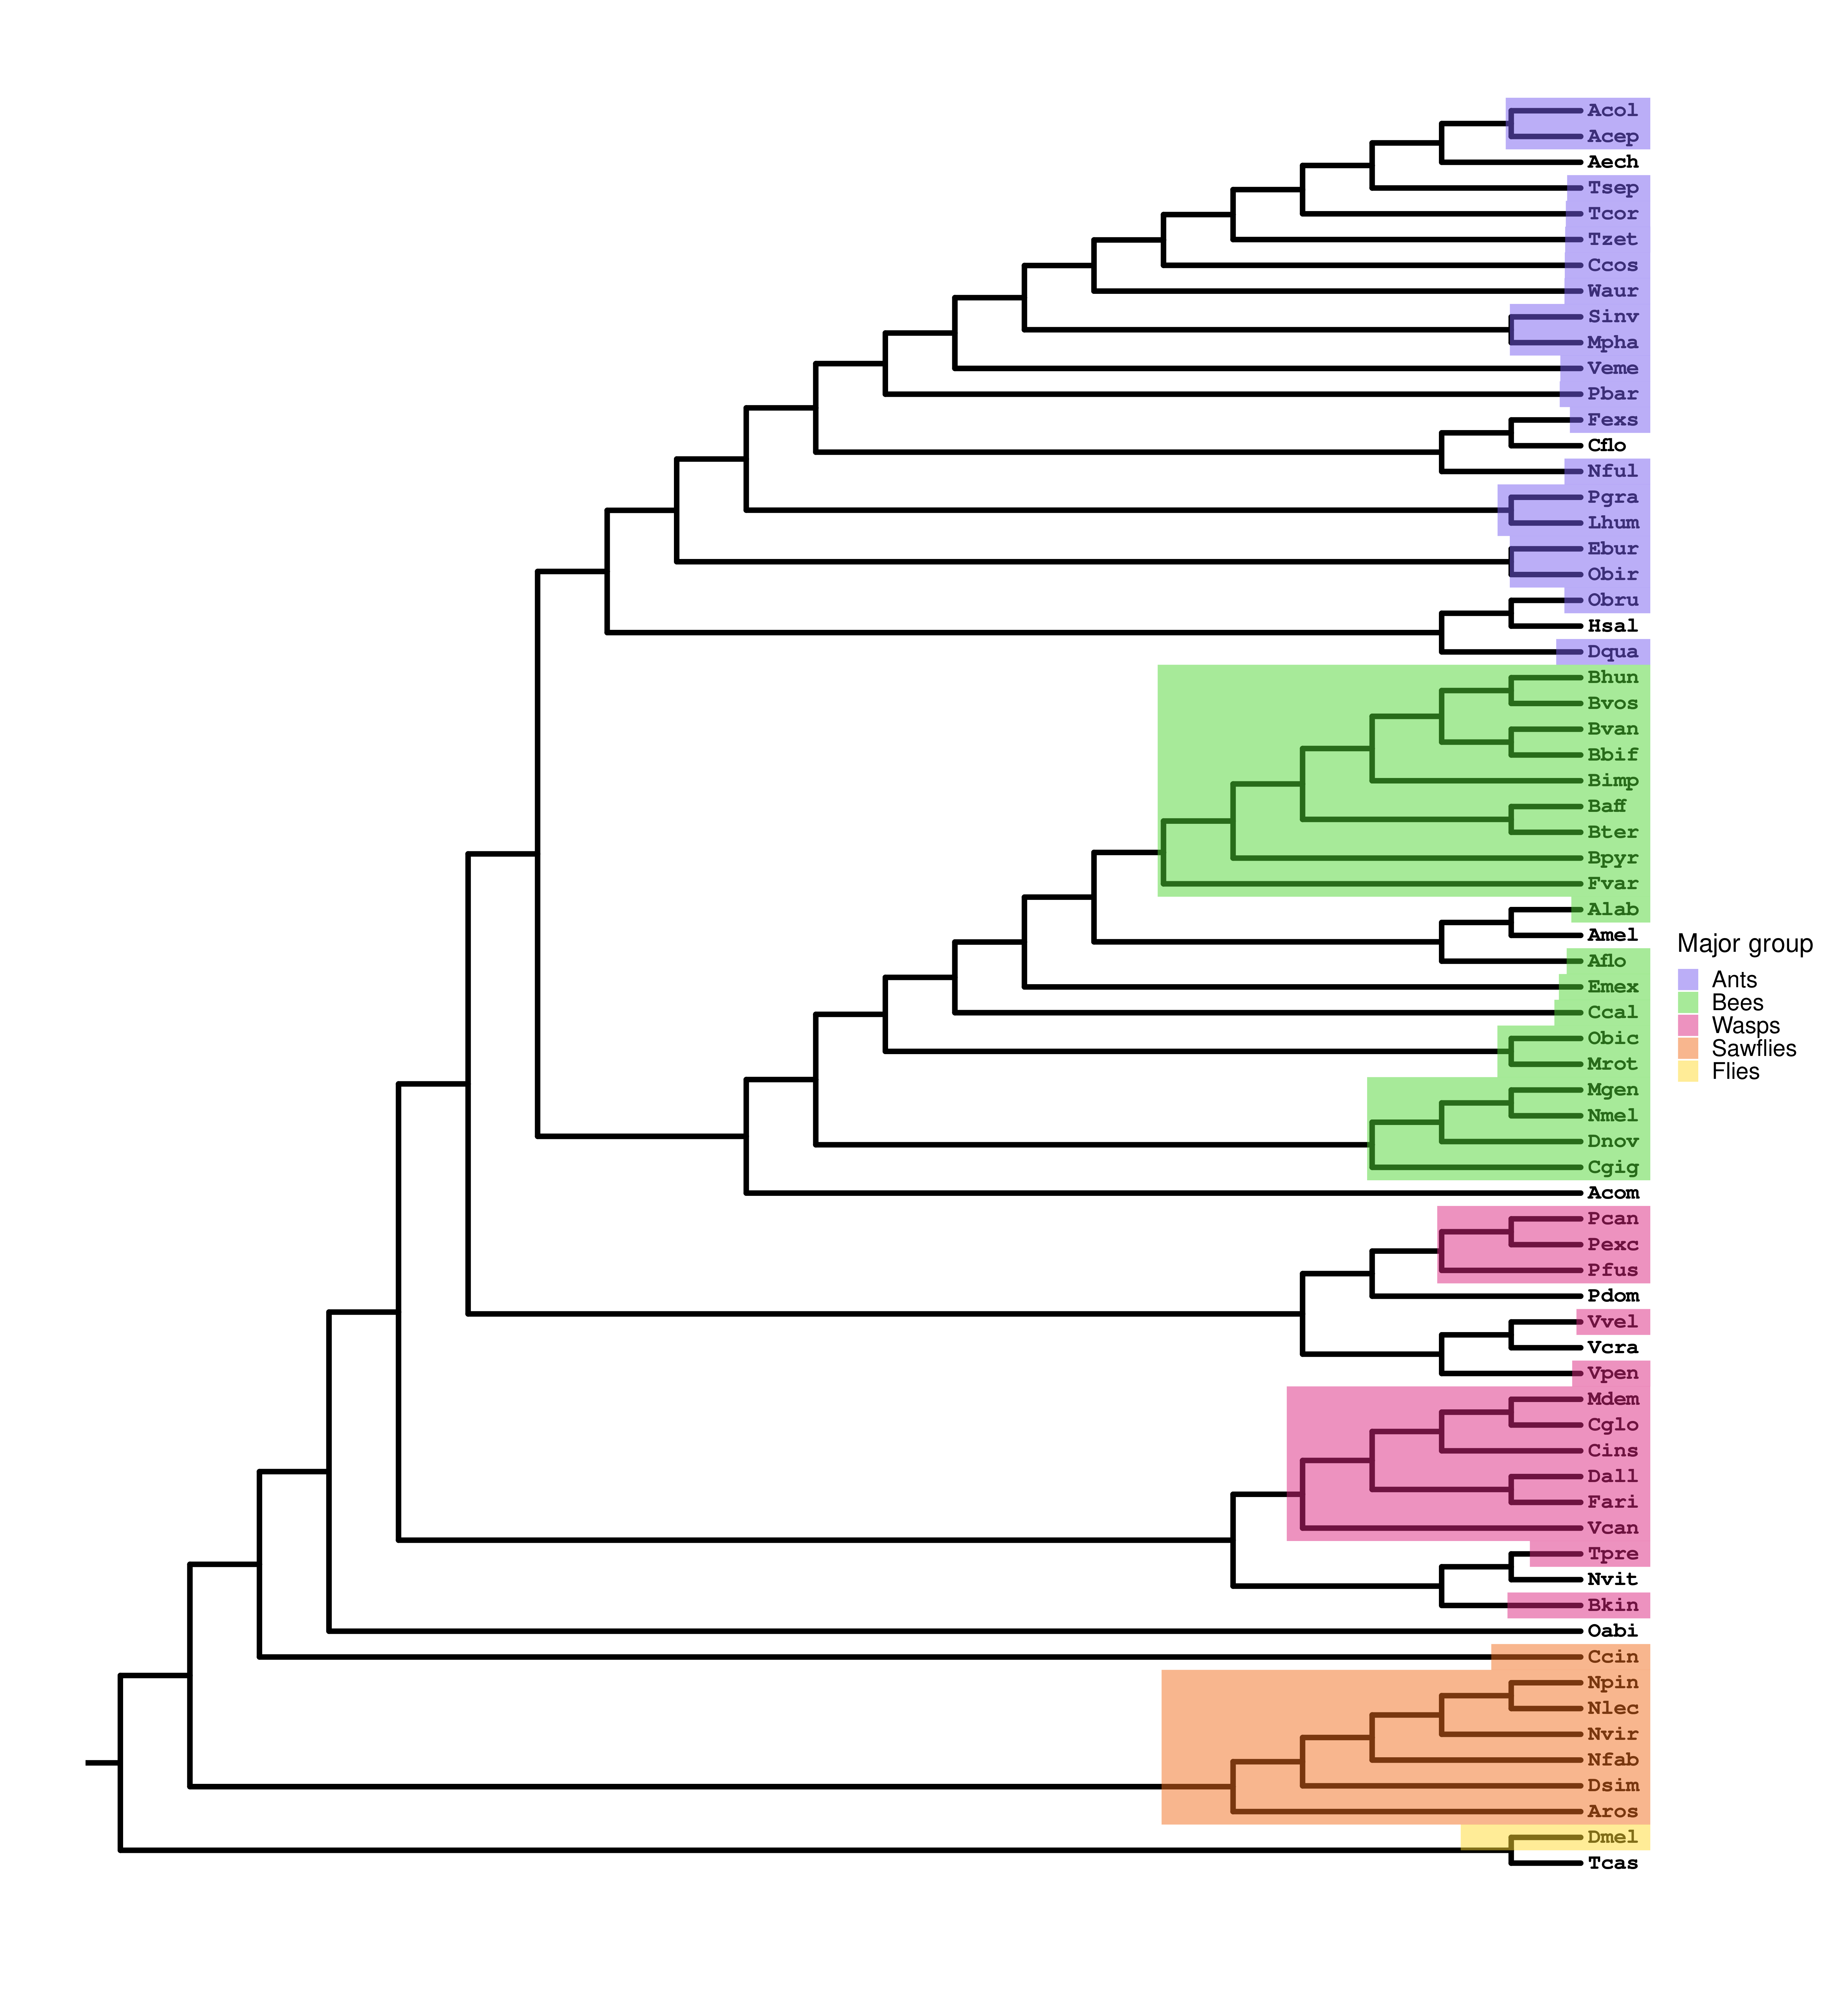 Acol
Acep
Aech
Tsep
Tcor
Tzet
Ccos
Waur
Sinv
Mpha
Veme
Pbar
Fexs
Cflo
Nful
Pgra
Lhum
Ebur
Obir
Obru
Hsal
Dqua
Bhun
Bvos
Bvan
Bbif
Bimp
Baff
Bter
Bpyr
Fvar
Alab
Amel
Aflo
Emex
Ccal
Obic
Mrot
Mgen
Nmel
Dnov
Cgig
Acom
Pcan
Pexc
Pfus
Pdom
Vvel
Vcra
Vpen
Mdem
Cglo
Cins
Dall
Fari
Vcan
Tpre
Nvit
Bkin
Oabi
Ccin
Npin
Nlec
Nvir
Nfab
Dsim
Aros
Dmel
Tcas
Major group
Ants
Bees
Wasps
Sawflies
Flies